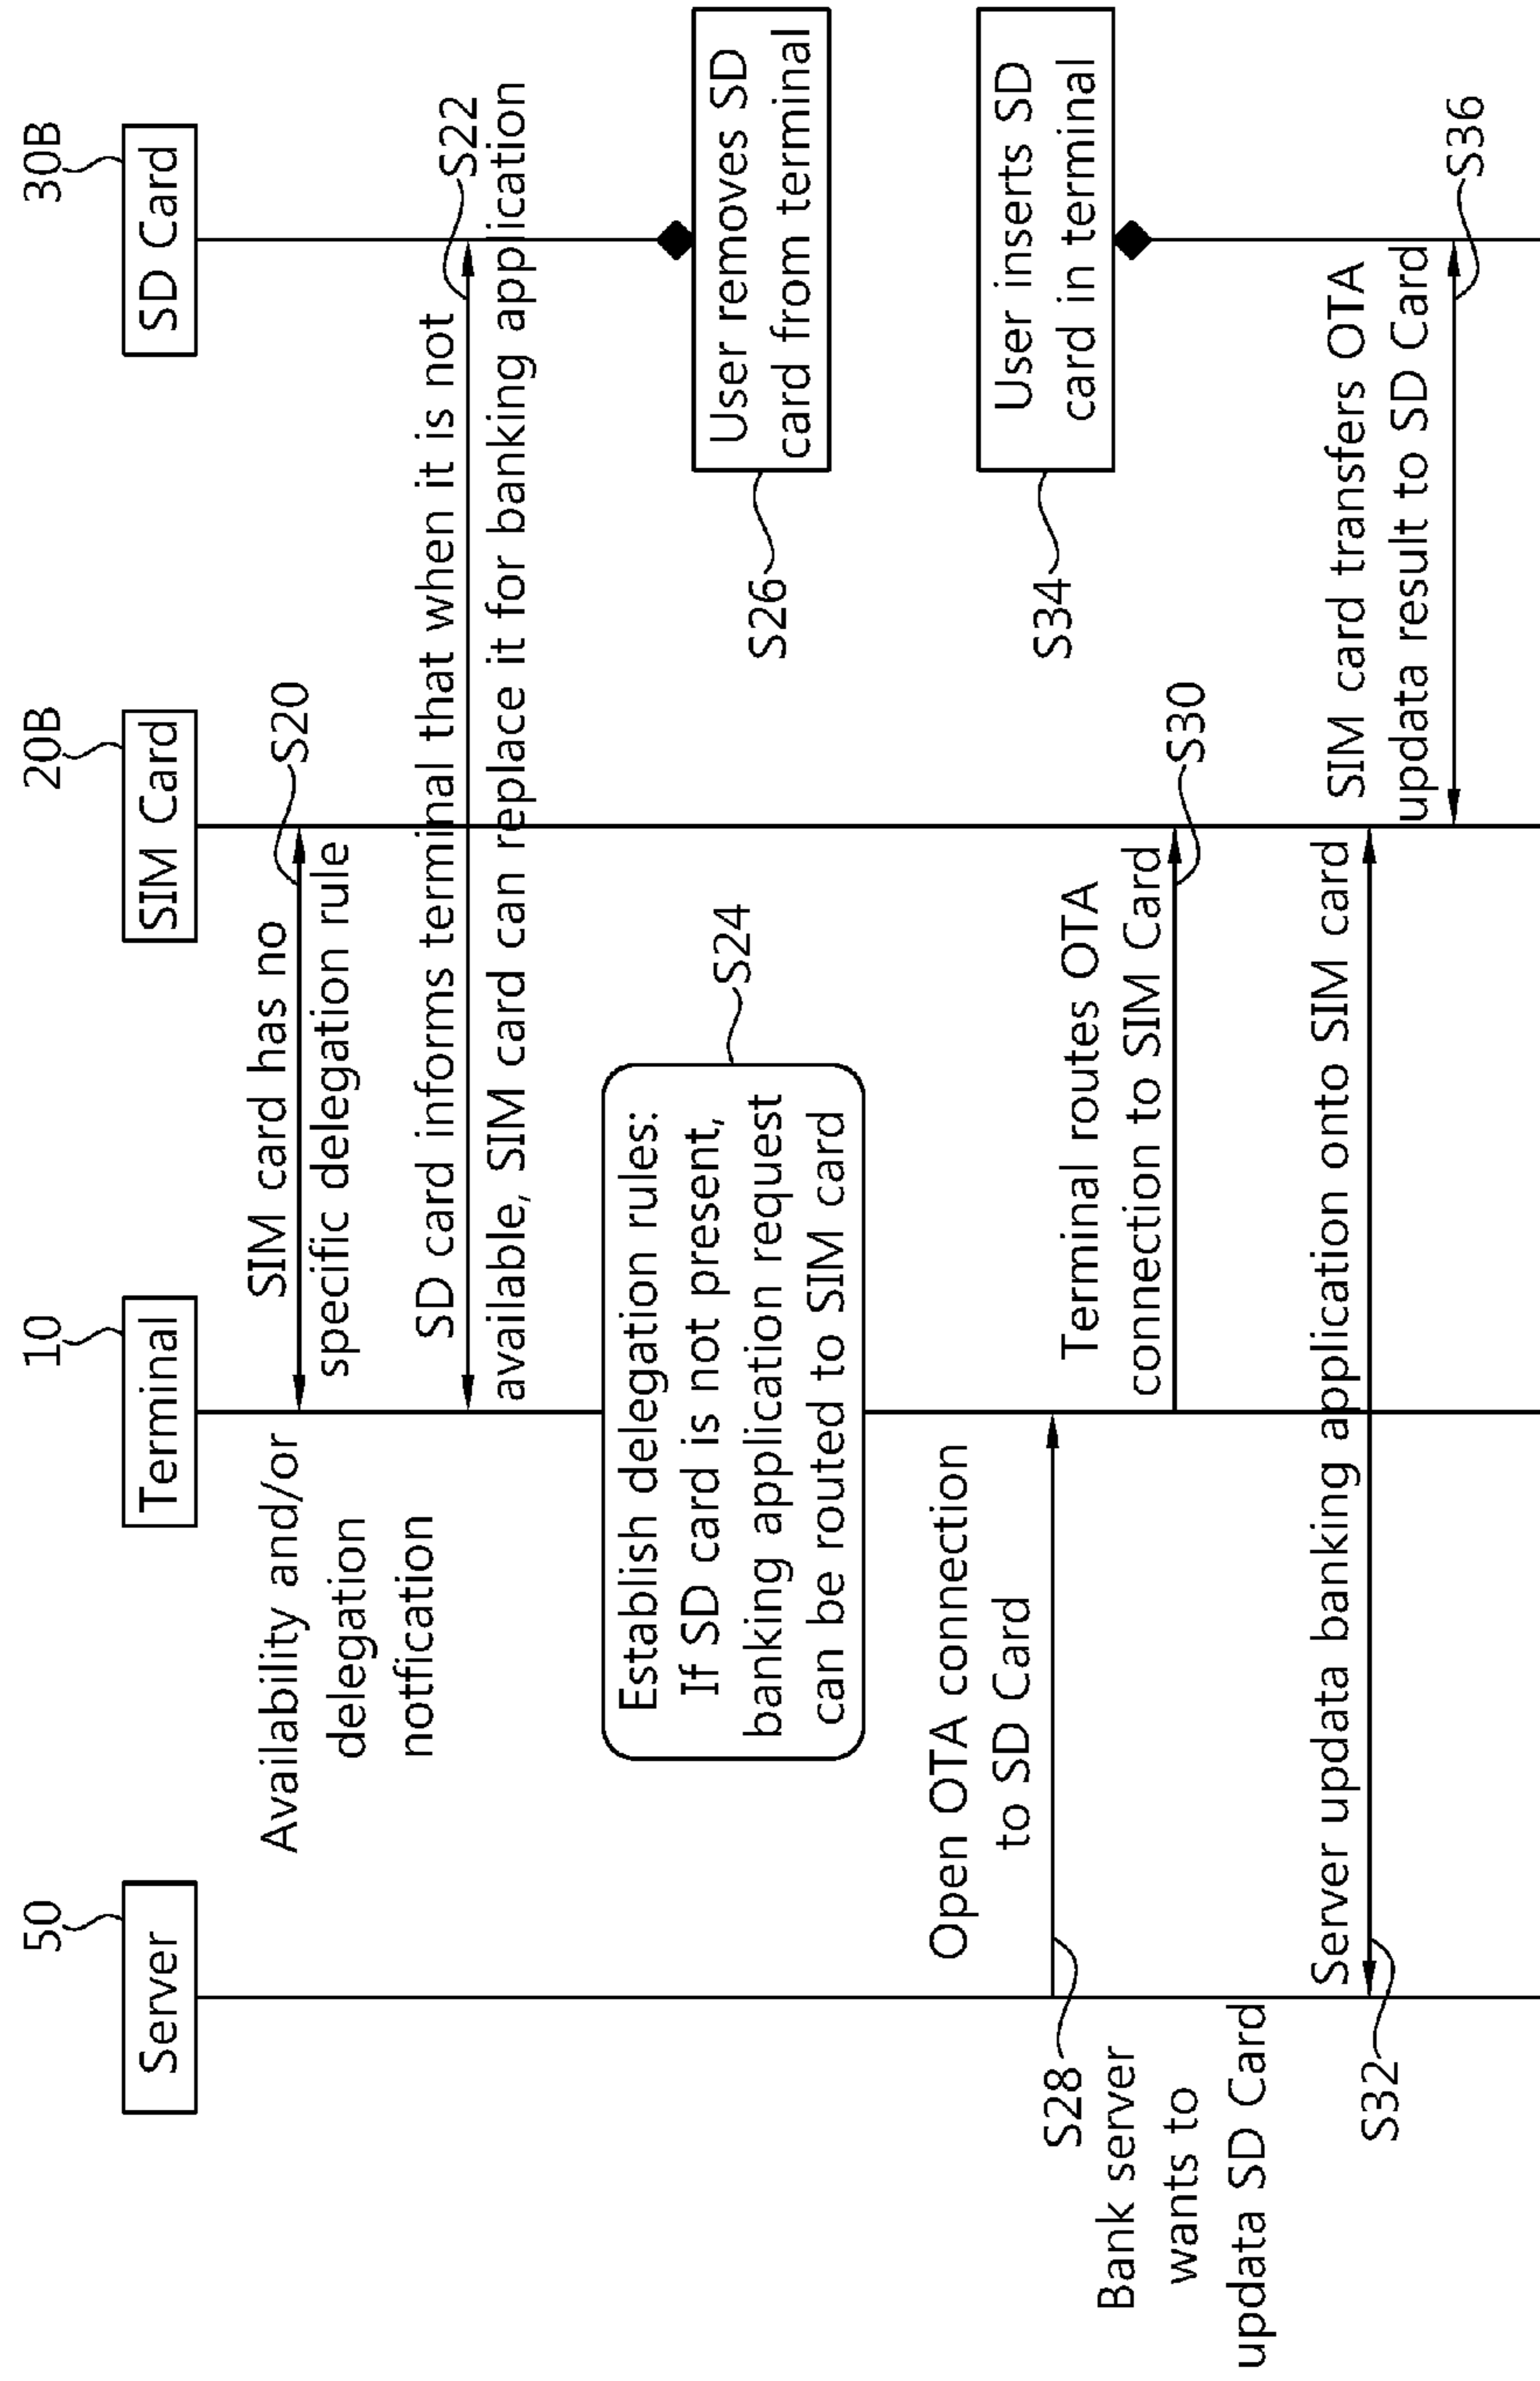 50
10
20B
30B
Server
Terminal
SIM Card
SD Card
Availability and/or
delegation
notfication
SIM card has no
specific delegation rule
S20
SD card informs terminal that when it is not
available, SIM card can replace it for banking application
S22
Establish delegation rules:
If SD card is not present,
banking application request
can be routed to SIM card
S24
User removes SD
card from terminal
S26
Open OTA connection
to SD Card
S28
Bank server
wants to
updata SD Card
User inserts SD
card in terminal
S34
Terminal routes OTA
connection to SIM Card
S30
Server updata banking application onto SIM card
S32
SIM card transfers OTA
updata result to SD Card
S36